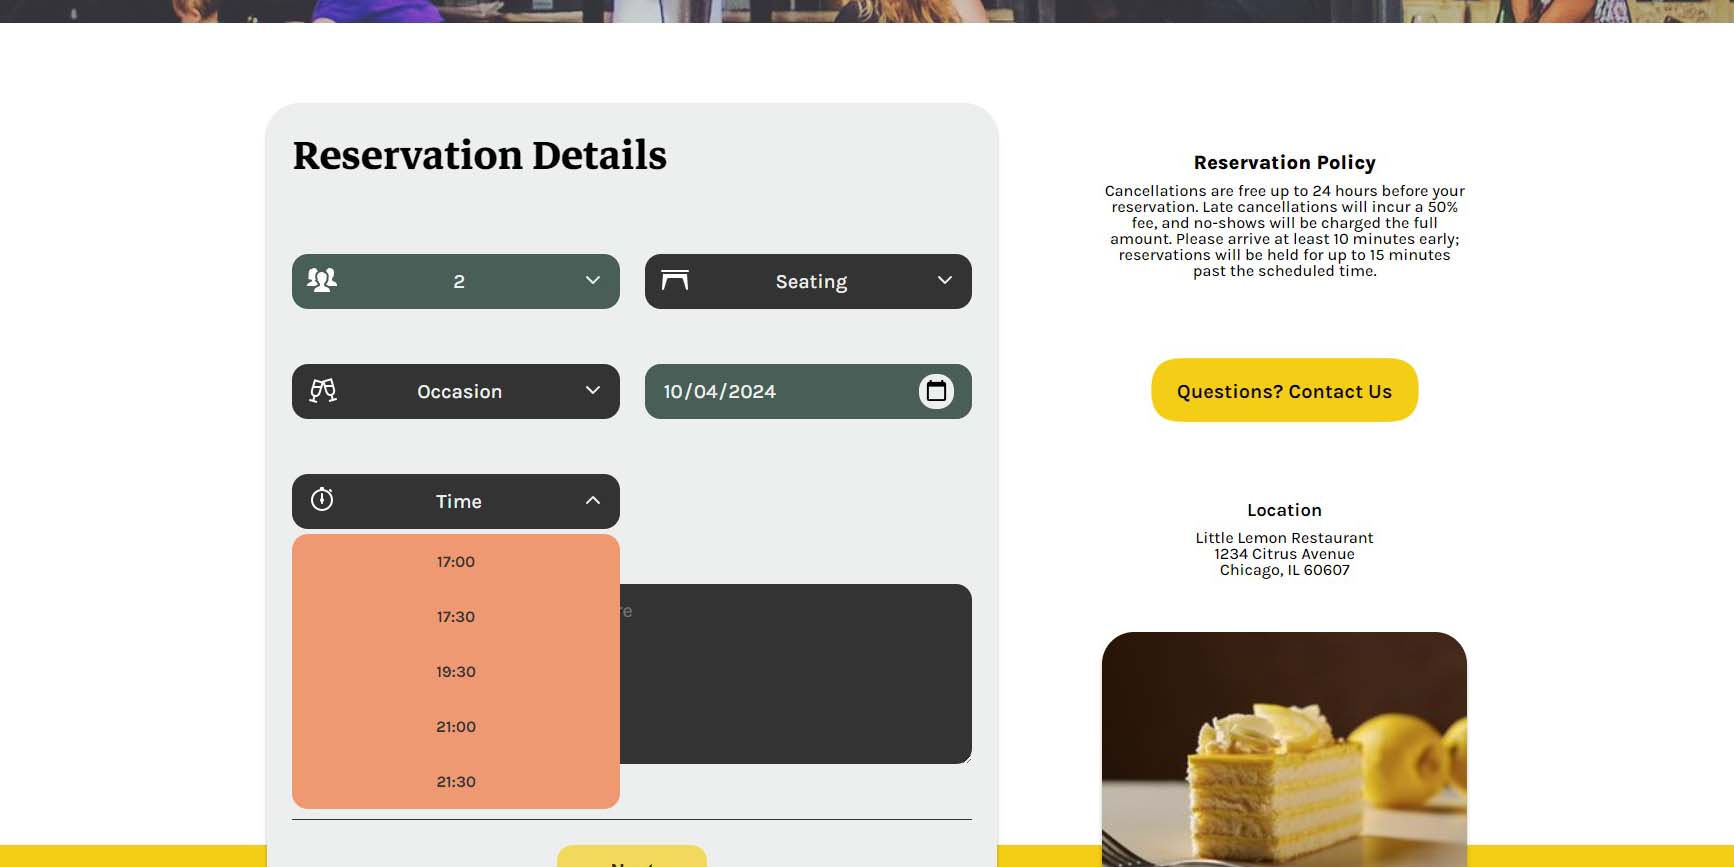 Reservation Details
2
Seating
Occasion
10/04/2024
Time
17:00
17:30
19:30
21:00
21:30
Reservation Policy
Cancellations are free up to 24 hours before your
reservation. Late cancellations will incur a 50%
fee, and no-shows will be charged the full
amount. Please arrive at least 10 minutes early;
reservations will be held for up to 15 minutes
past the scheduled time.
Questions? Contact Us
Location
Little Lemon Restaurant
1234 Citrus Avenue
Chicago, IL 60607